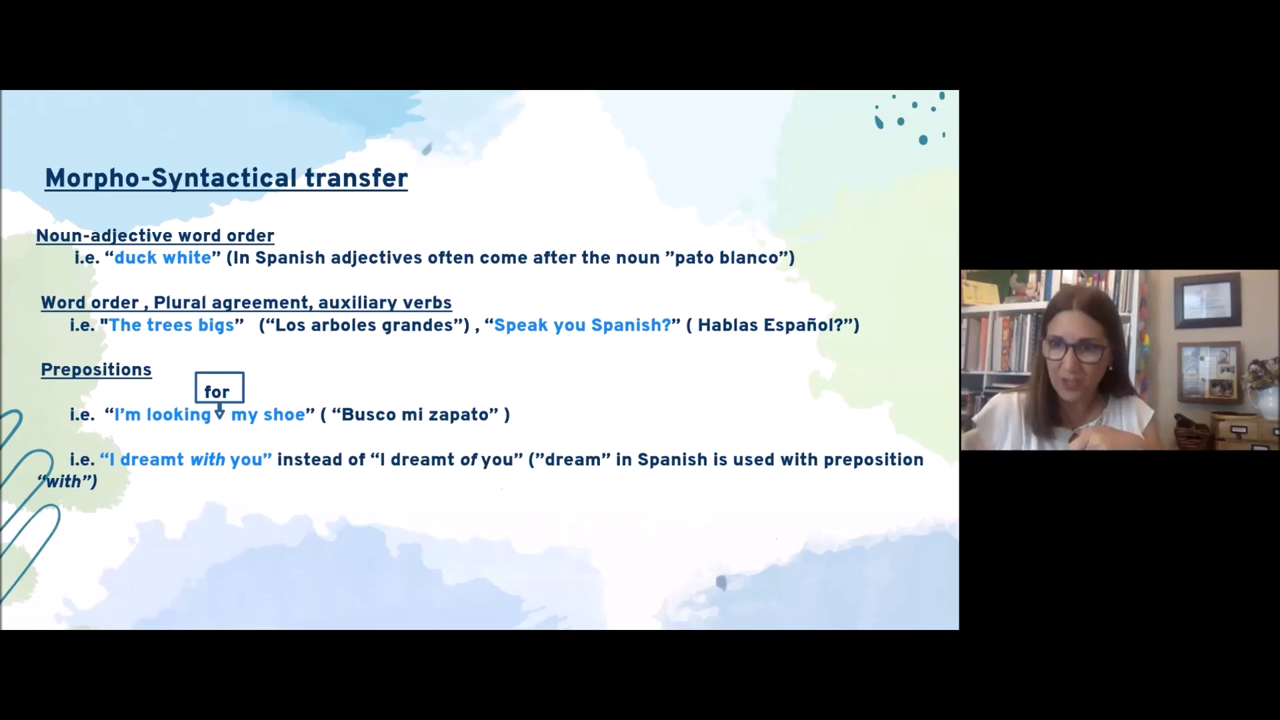 Morpho-Syntactical transfer
Noun-adjective word order
i.e. “duck white” (In Spanish adjectives often come after the noun ”pato blanco”)
Word order , Plural agreement, auxiliary verbs
i.e. "The trees bigs” (“Los arboles grandes”) , “Speak you Spanish?” ( Hablas Español?”)
Prepositions
for
i.e. “I’m looking my shoe” ( “Busco mi zapato” )
i.e. “I dreamt with you” instead of “I dreamt of you” (”dream” in Spanish is used with preposition
“with”)